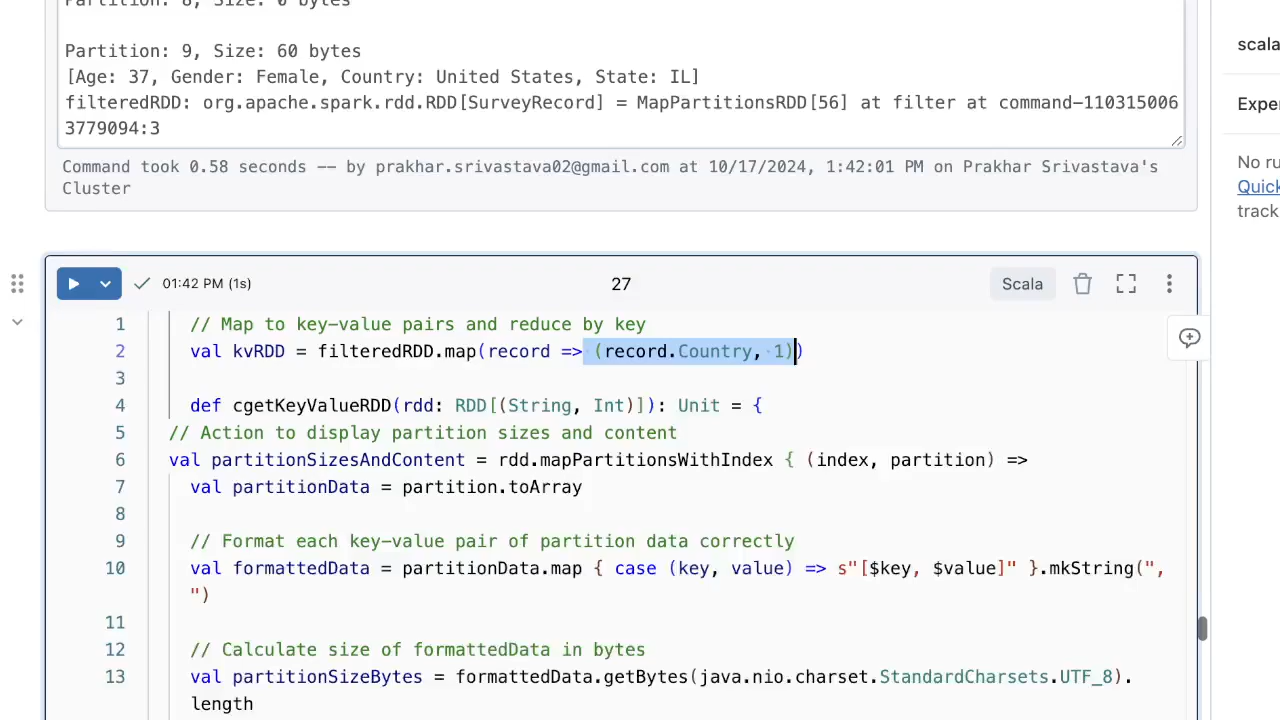 Partition: 8, Size: 0 bytes
Partition: 9, Size: 60 bytes
[Age: 37, Gender: Female, Country: United States, State: IL]
filteredRDD: org.apache.spark.rdd.RDD[SurveyRecord] = MapPartitionsRDD[56] at filter at command-110315006
3779094:3
Command took 0.58 seconds -- by prakhar.srivastava02@gmail.com at 10/17/2024, 1:42:01 PM on Prakhar Srivastava's
Cluster
scala
Exper
No ru
Quick
track
01:42 PM (1s)
27
Scala
1 // Map to key-value pairs and reduce by key
2 val kvRDD = filteredRDD.map(record => (record.Country, 1))
3
4 def cgetKeyValueRDD(rdd: RDD[(String, Int)]): Unit = {
5 // Action to display partition sizes and content
6 val partitionSizesAndContent = rdd.mapPartitionsWithIndex { (index, partition) =>
7 val partitionData = partition.toArray
8
9 // Format each key-value pair of partition data correctly
10 val formattedData = partitionData.map { case (key, value) => s"[$key, $value]" }.mkString(",
")
11
12 // Calculate size of formattedData in bytes
13 val partitionSizeBytes = formattedData.getBytes(java.nio.charset.StandardCharsets.UTF_8).
length